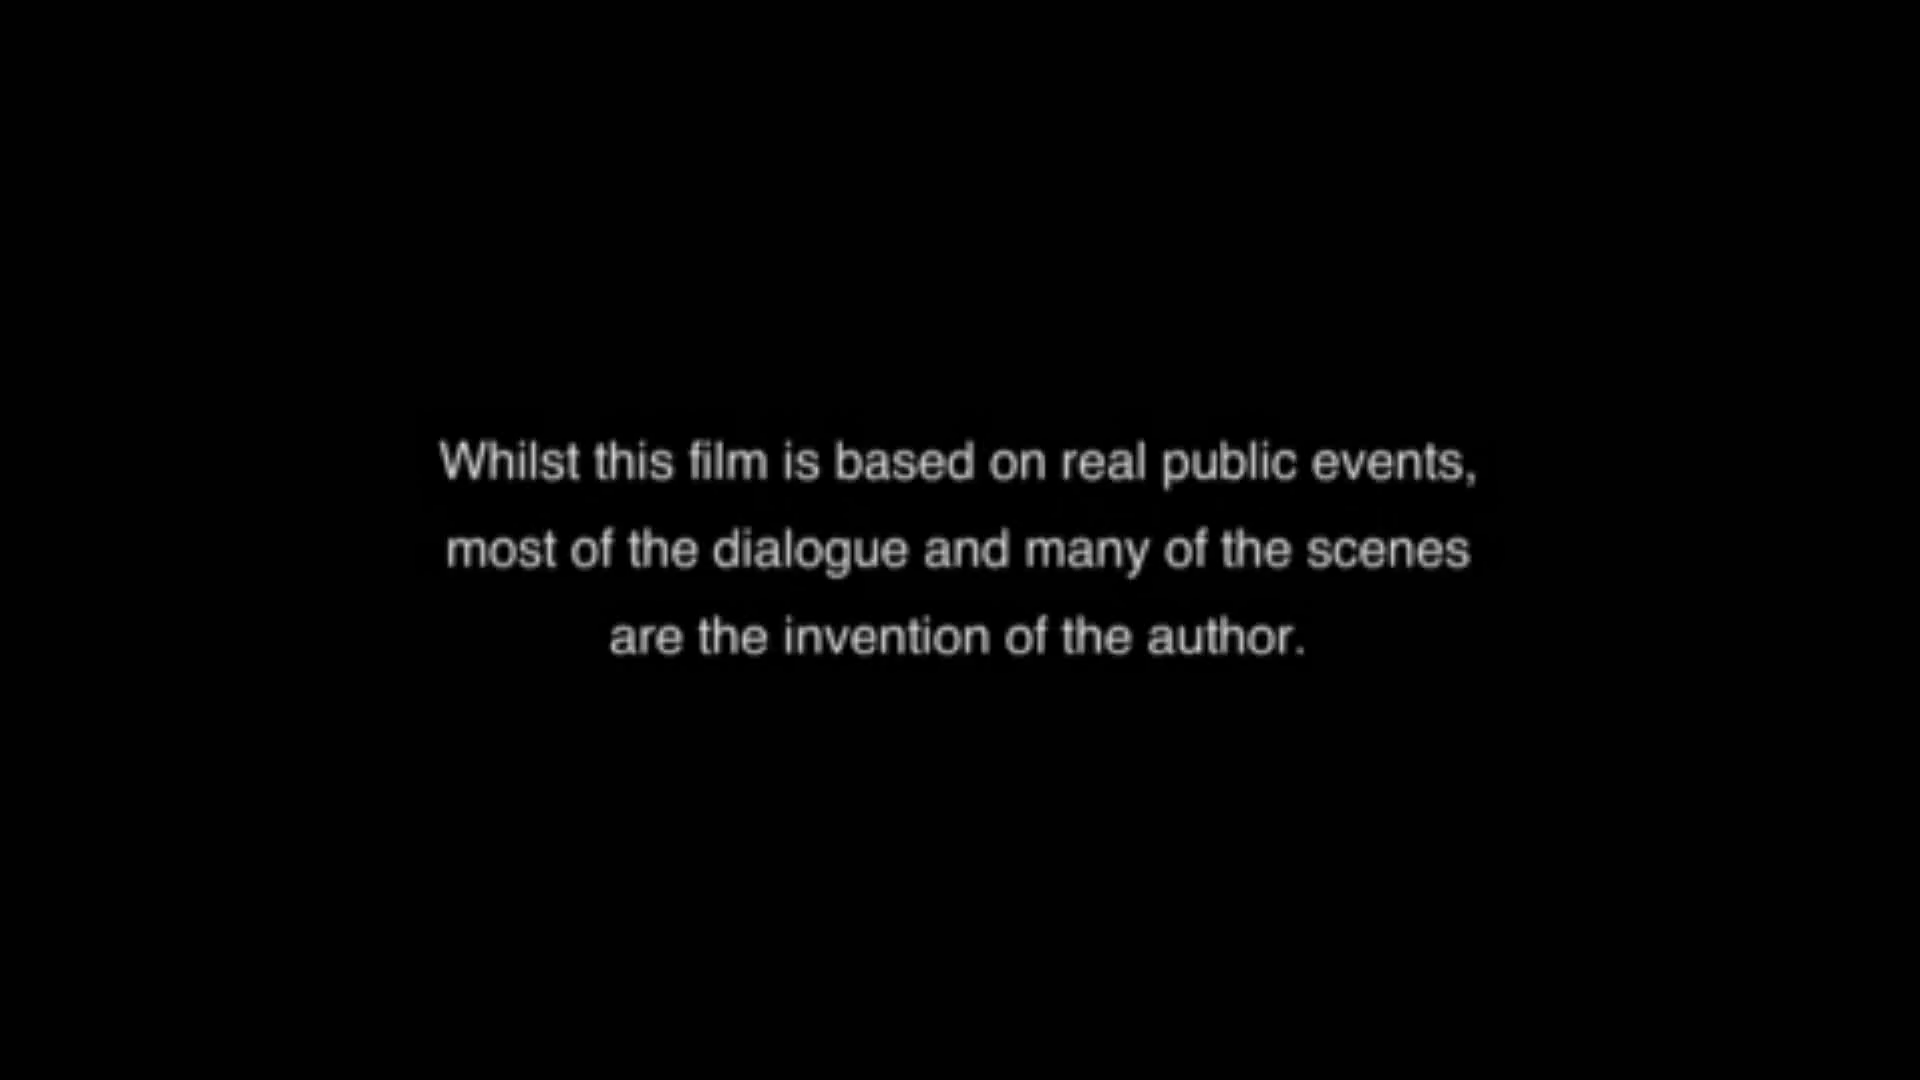 Whilst this film is based on real public events,
most of the dialogue and many of the scenes
are the invention of the author.